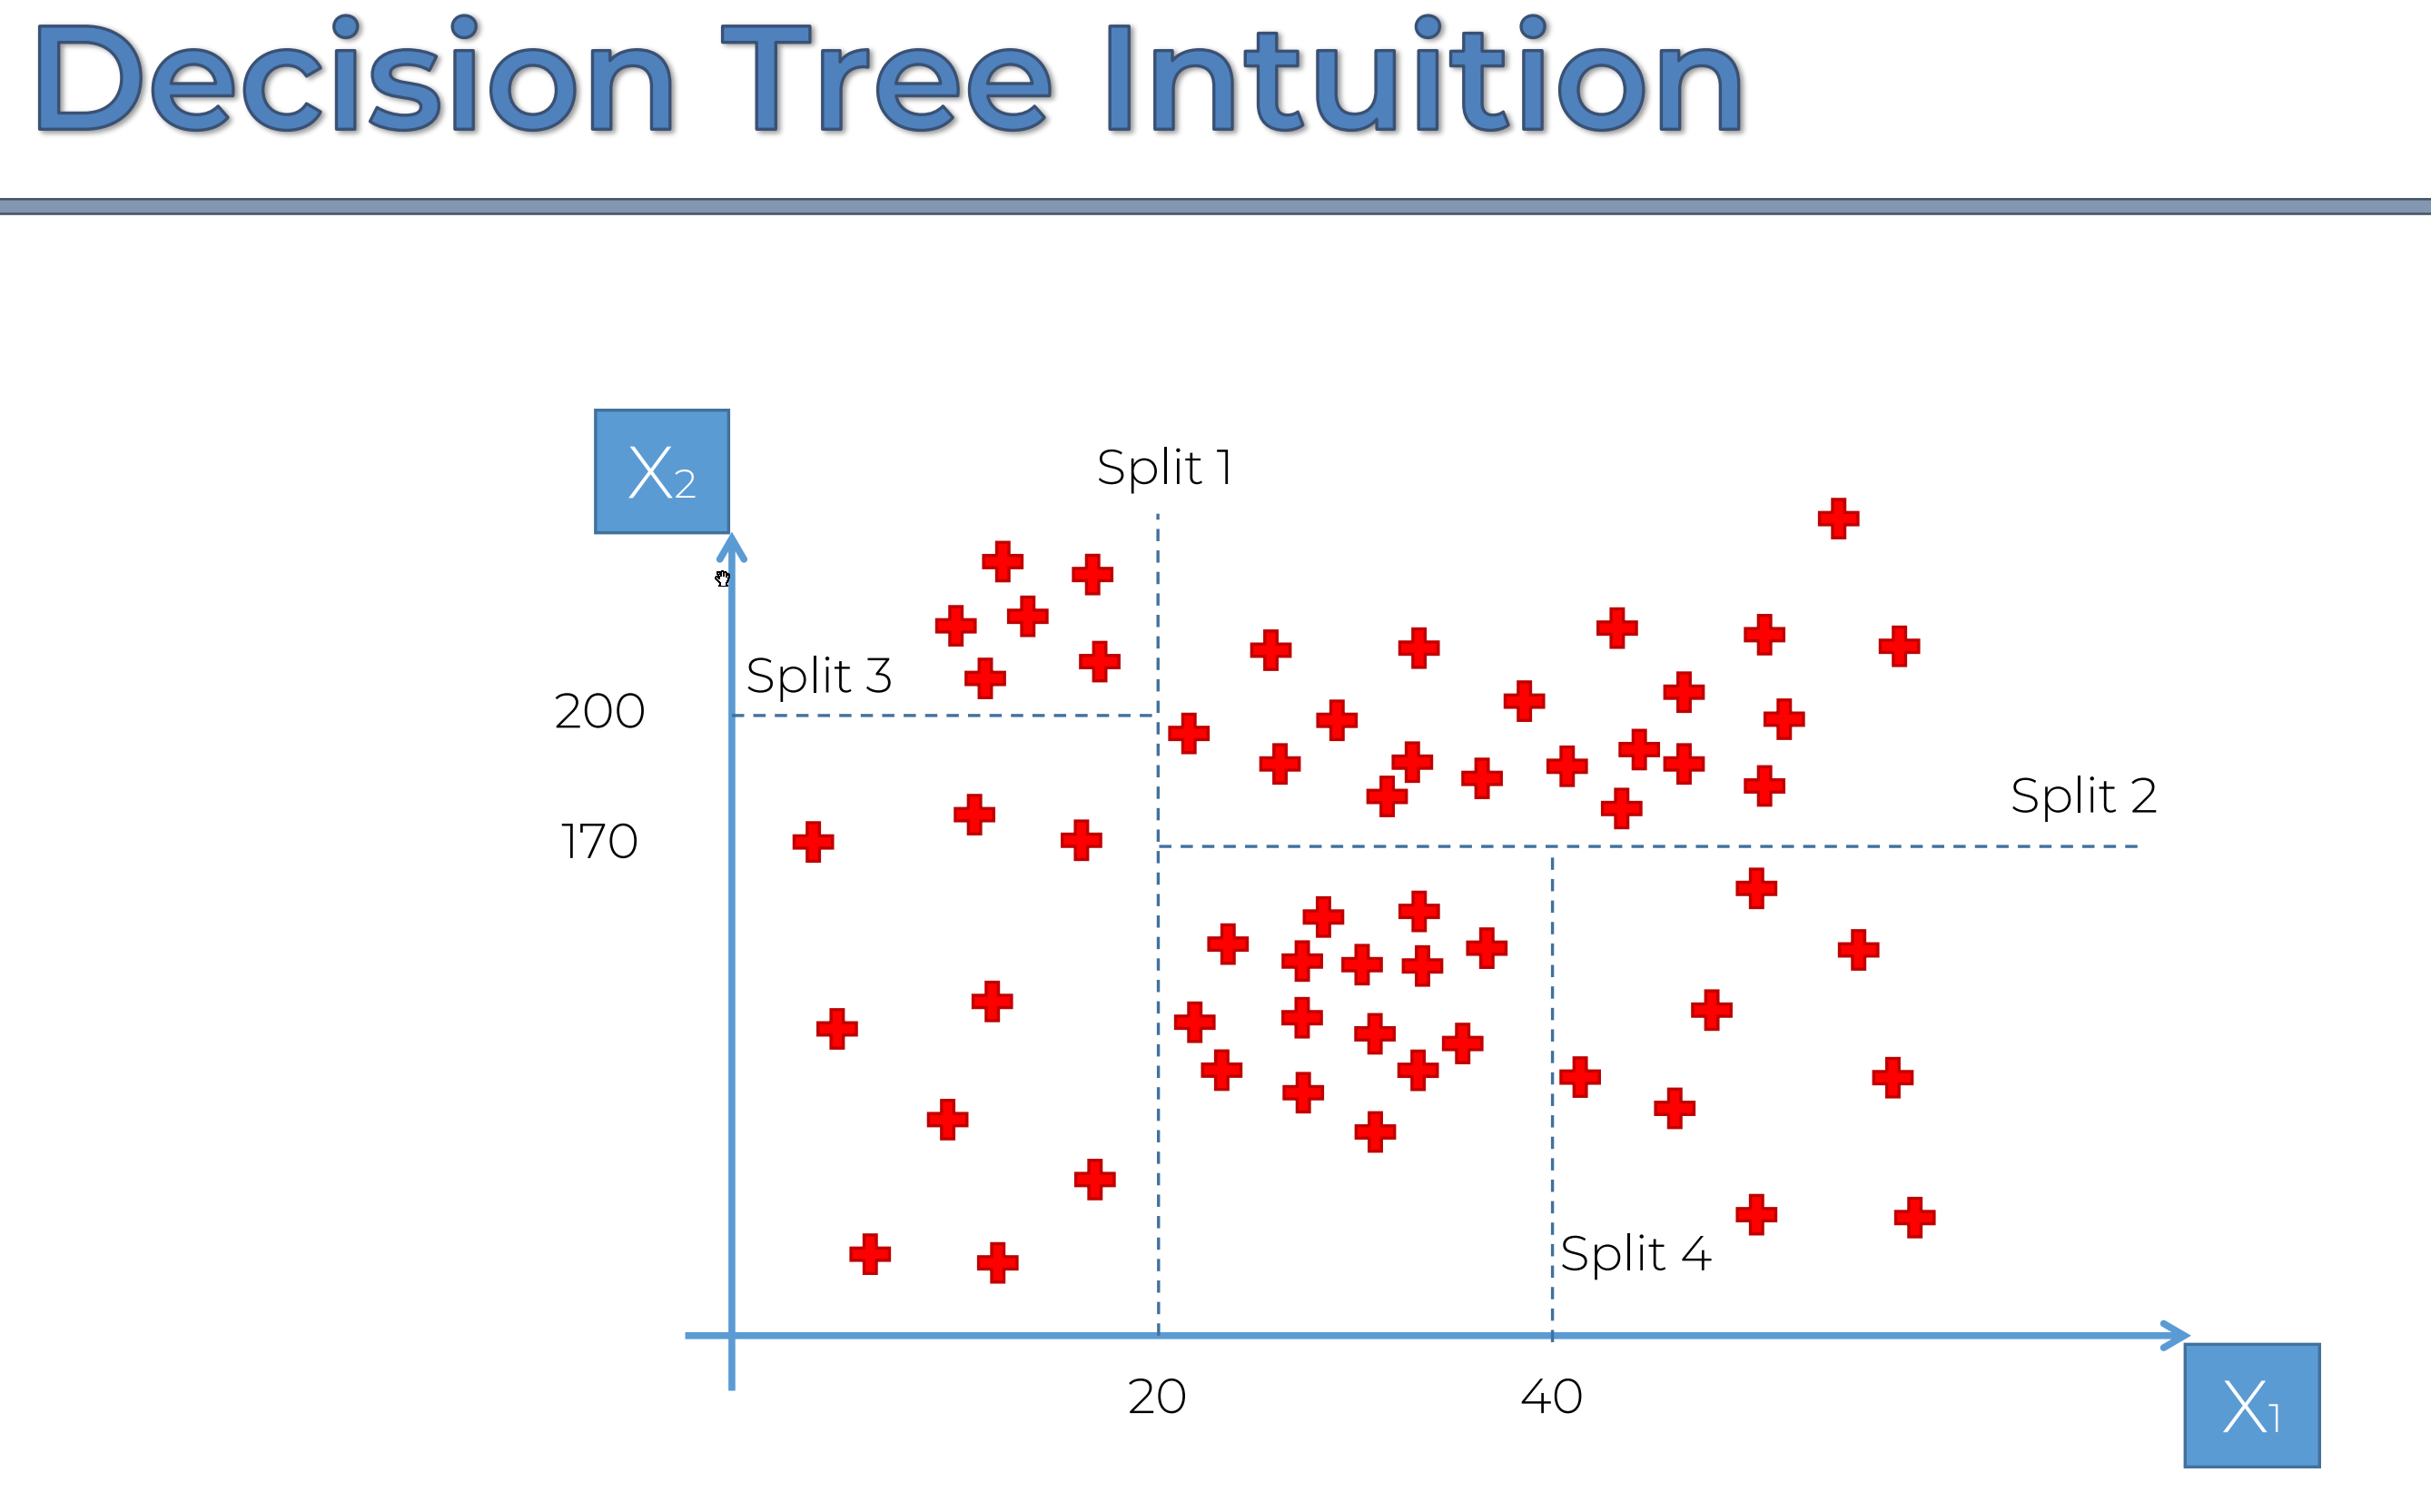 Decision Tree Intuition
X2
Split 1
Split 3
200
170
Split 2
Split 4
20
40
X1